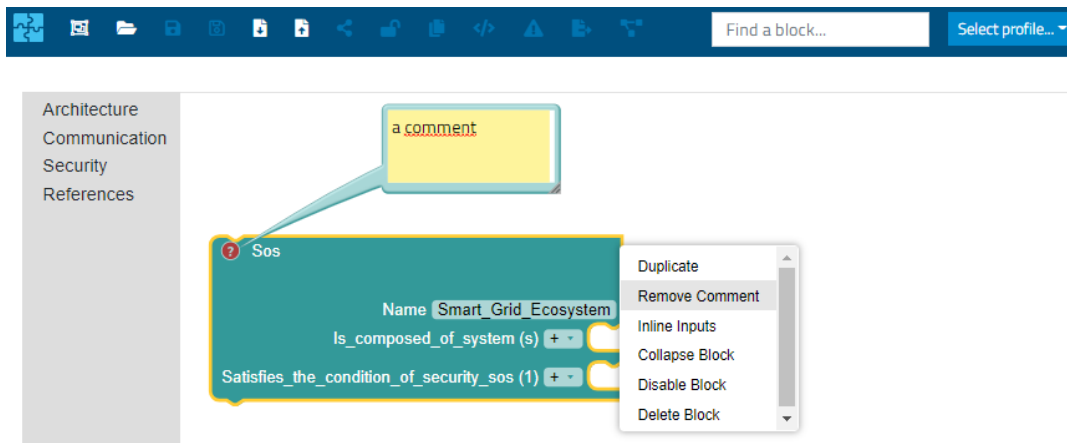 Find a block...
Select profile...
Architecture
Communication
Security
References
a comment
? Sos
Name Smart_Grid_Ecosystem
Is_composed_of_system (s) +
Satisfies_the_condition_of_security_sos (1) +
Duplicate
Remove Comment
Inline Inputs
Collapse Block
Disable Block
Delete Block